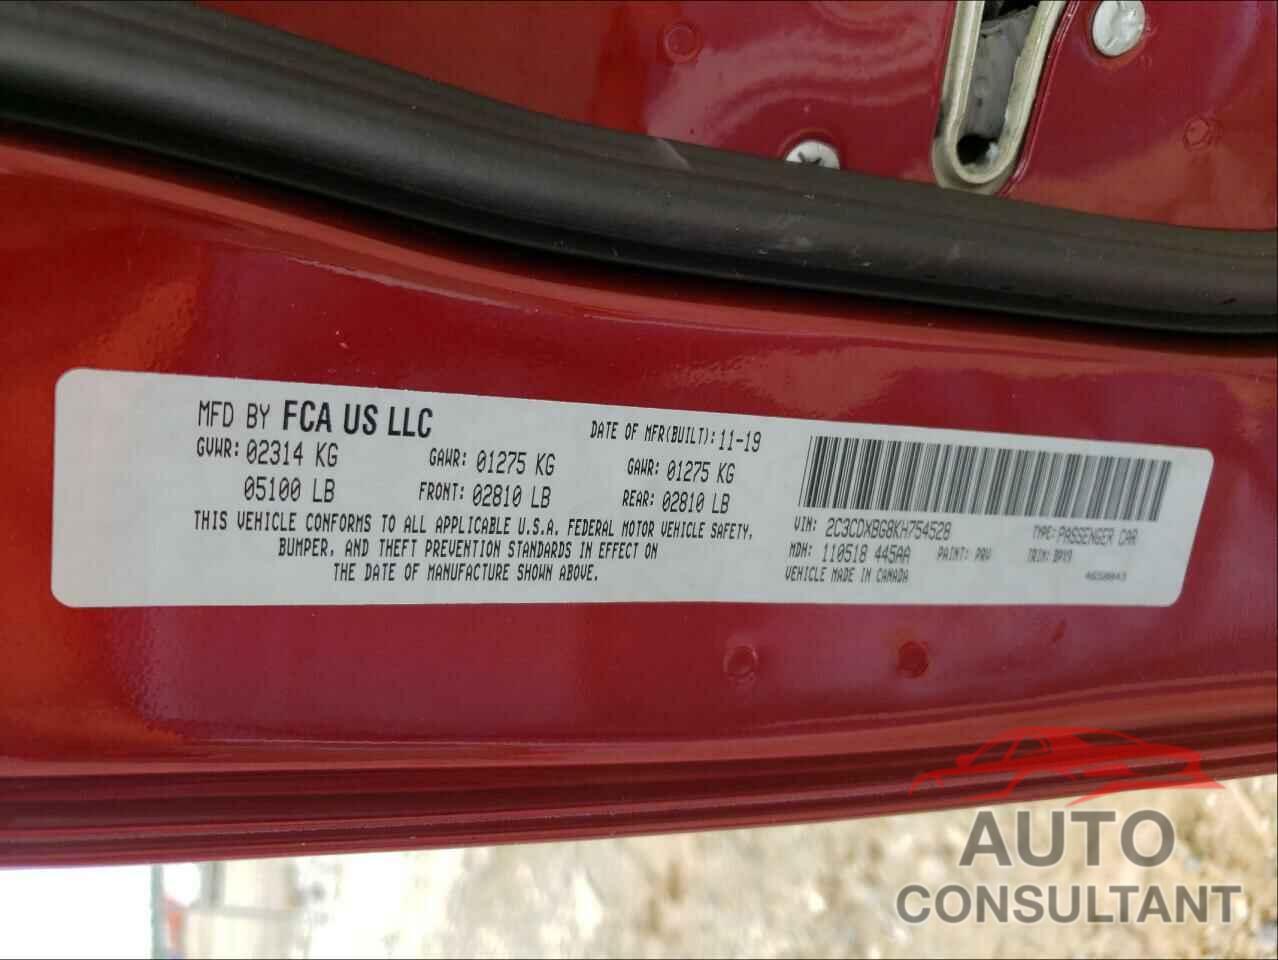 MFD BY FCA US LLC DATE OF MFR(BUILT): 11-19
GVWR: 02314 KG GAWR: 01275 KG GAWR: 01275 KG
05100 LB FRONT: 02810 LB REAR: 02810 LB
THIS VEHICLE CONFORMS TO ALL APPLICABLE U.S.A. FEDERAL MOTOR VEHICLE SAFETY,
BUMPER, AND THEFT PREVENTION STANDARDS IN EFFECT ON
THE DATE OF MANUFACTURE SHOWN ABOVE.
VIN: 2C3CDXBG8KH754528 TYPE: PASSENGER CAR
MDH: 110518 445AA PAINT: PRV TRIM: BPX9
VEHICLE MADE IN CANADA
AUTO
CONSULTANT